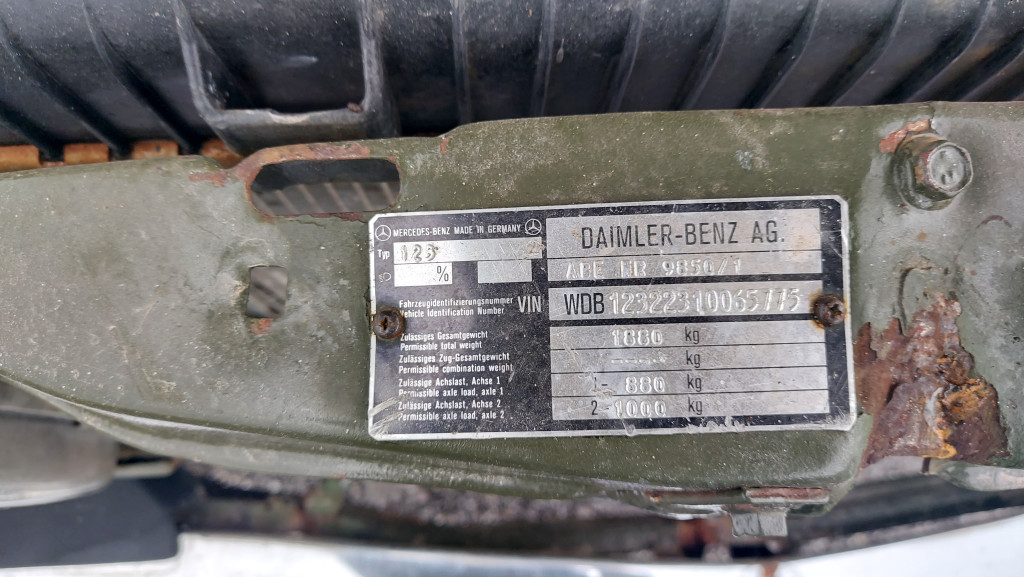 MERCEDES-BENZ MADE IN GERMANY
Typ 123
%
DAIMLER-BENZ AG.
ABE NR 9850/1
Fahrzeugidentifizierungsnummer
Vehicle Identification Number
VIN WDB 12322310065775
Zulässiges Gesamtgewicht
Permissible total weight
1880 kg
Zulässiges Zug-Gesamtgewicht
Permissible combination weight
---- kg
Zulässige Achslast, Achse 1
Permissible axle load, axle 1
1- 880 kg
Zulässige Achslast, Achse 2
Permissible axle load, axle 2
2- 1000 kg